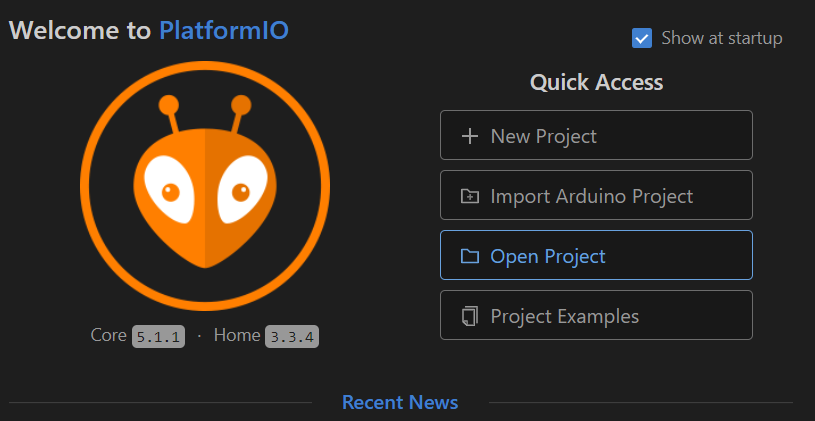 Welcome to PlatformIO
Show at startup
Quick Access
New Project
Import Arduino Project
Open Project
Project Examples
Core 5.1.1 · Home 3.3.4
Recent News